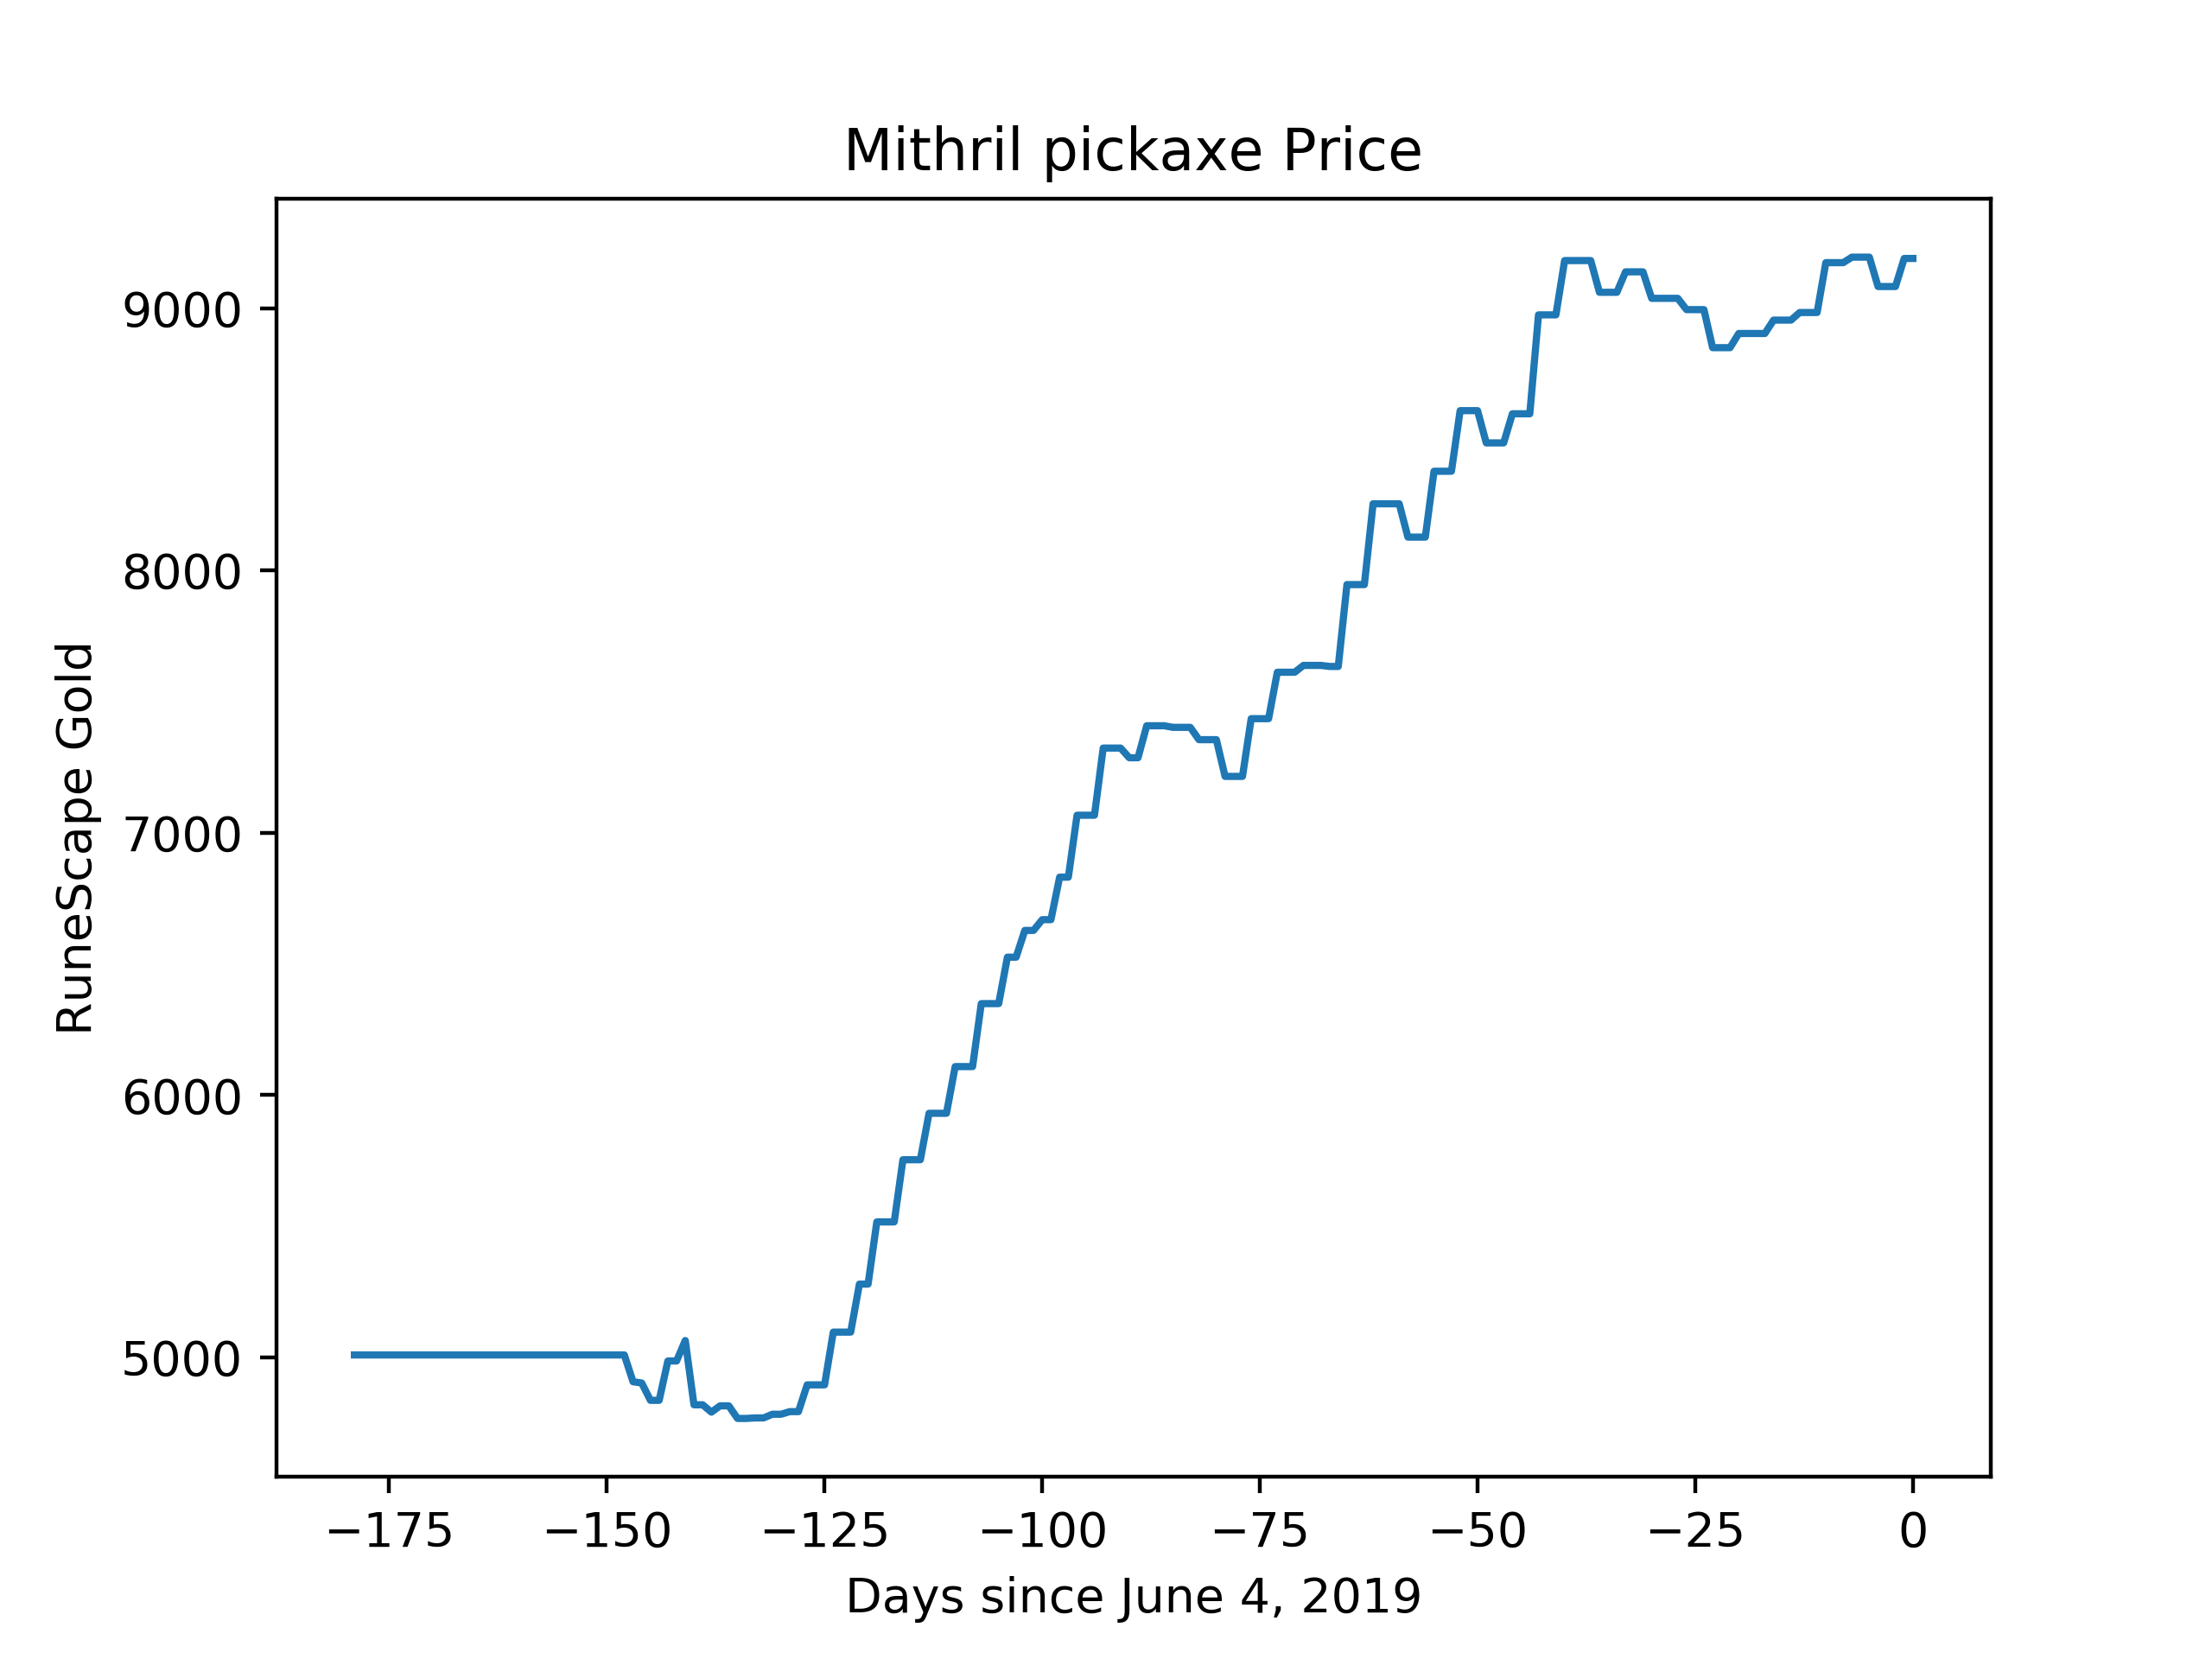 Mithril pickaxe Price
RuneScape Gold
9000
8000
7000
6000
5000
−175 −150 −125 −100 −75 −50 −25 0
Days since June 4, 2019